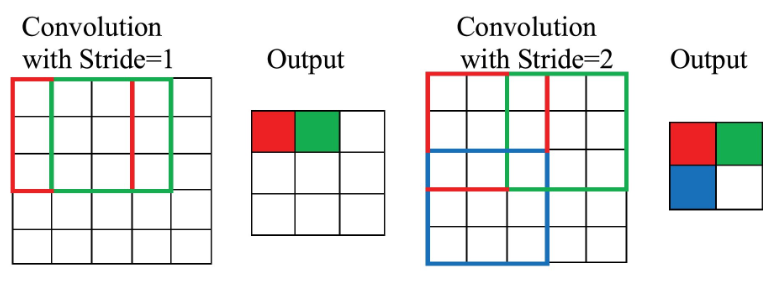 Convolution
with Stride=1
Output
Convolution
with Stride=2
Output